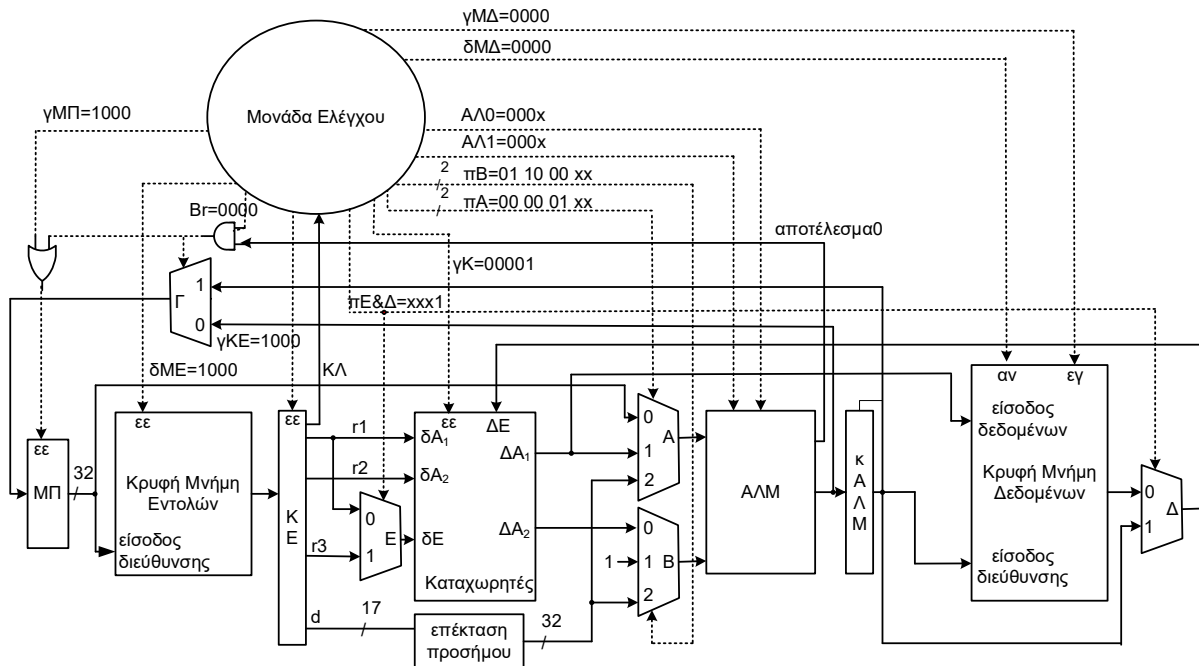 γΜΔ=0000
δΜΔ=0000
Μονάδα Ελέγχου
γΜΠ=1000
ΑΛ0=000x
ΑΛ1=000x
2
πΒ=01 10 00 xx
2
πΑ=00 00 01 xx
Br=0000
αποτέλεσμα0
γΚ=00001
1
Γ
πΕ&Δ=xxx1
0
γΚΕ=1000
δΜΕ=1000
ΚΛ
αν
εγ
εε
εε
εε
ΔΕ
είσοδος
δεδομένων
r1
δΑ1
ΔΑ1
0
1
Α
2
εε
ΜΠ
32
Κρυφή Μνήμη
Εντολών
r2
δΑ2
ΑΛΜ
κ
Α
Λ
Μ
Κρυφή Μνήμη
Δεδομένων
0
1
Δ
Κ
Ε
0
1
Ε
r3
δΕ
ΔΑ2
0
1
1
Β
2
είσοδος
διεύθυνσης
Καταχωρητές
είσοδος
διεύθυνσης
d
17
επέκταση
προσήμου
32